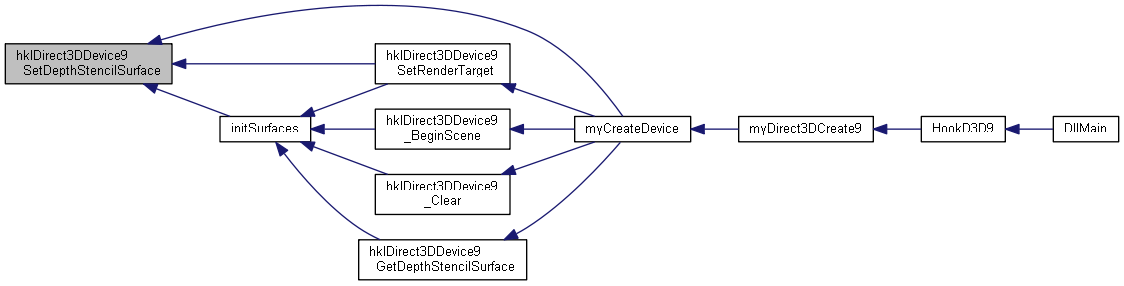 hkIDirect3DDevice9
SetDepthStencilSurface
initSurfaces
hkIDirect3DDevice9
SetRenderTarget
hkIDirect3DDevice9
_BeginScene
hkIDirect3DDevice9
_Clear
hkIDirect3DDevice9
GetDepthStencilSurface
myCreateDevice
myDirect3DCreate9
HookD3D9
DllMain